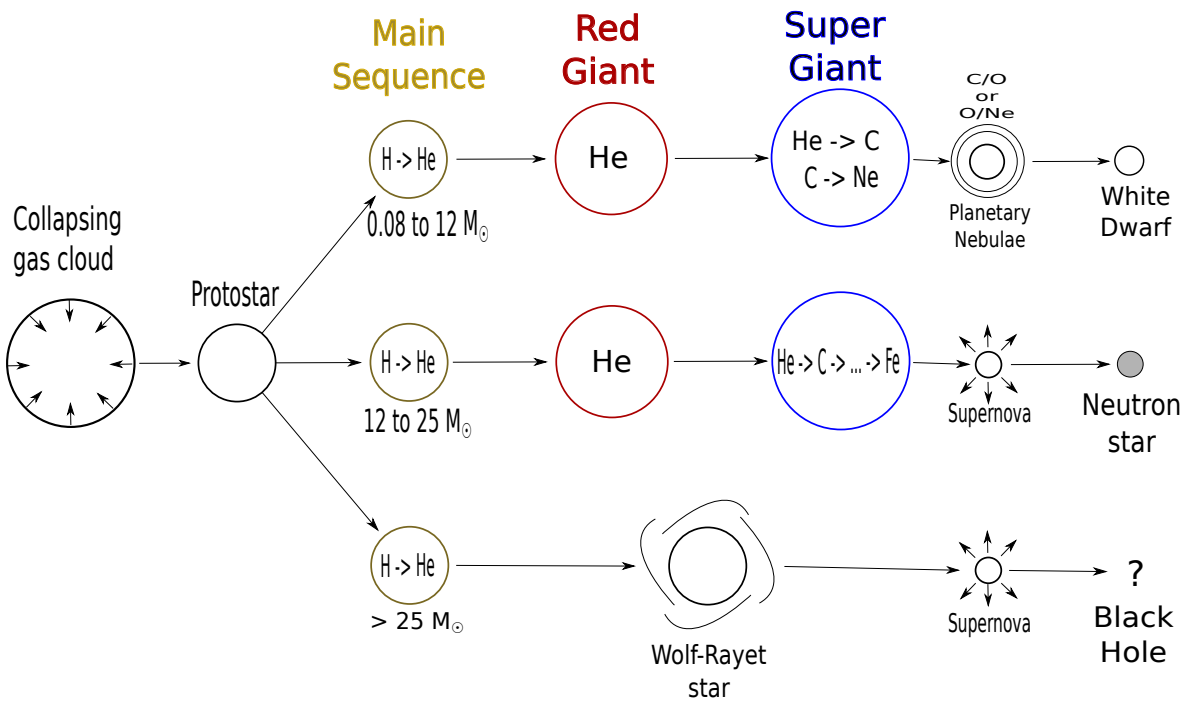 Main
Sequence
Red
Giant
Super
Giant
H -> He
0.08 to 12 M☉
He
He -> C
C -> Ne
C/O
or
O/Ne
Planetary
Nebulae
White
Dwarf
Collapsing
gas cloud
Protostar
H -> He
12 to 25 M☉
He
He -> C -> ... -> Fe
Supernova
Neutron
star
H -> He
> 25 M☉
Wolf-Rayet
star
Supernova
?
Black
Hole